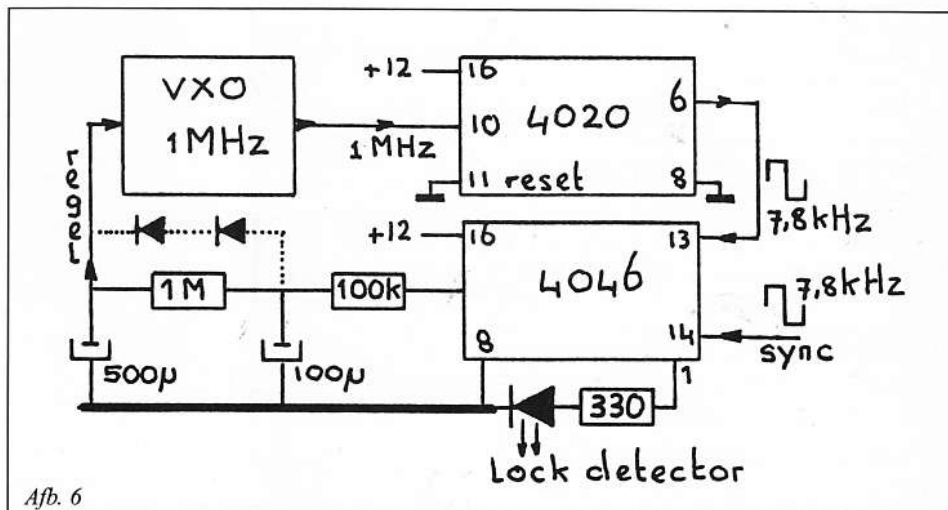 VXO
1MHz
1MHz
+12
16
10
4020
6
11 reset
8
7,8kHz
regel
+12
16
13
4046
8
14
1
7,8kHz
sync
1M
100k
500µ
100µ
330
Lock detector
Afb. 6